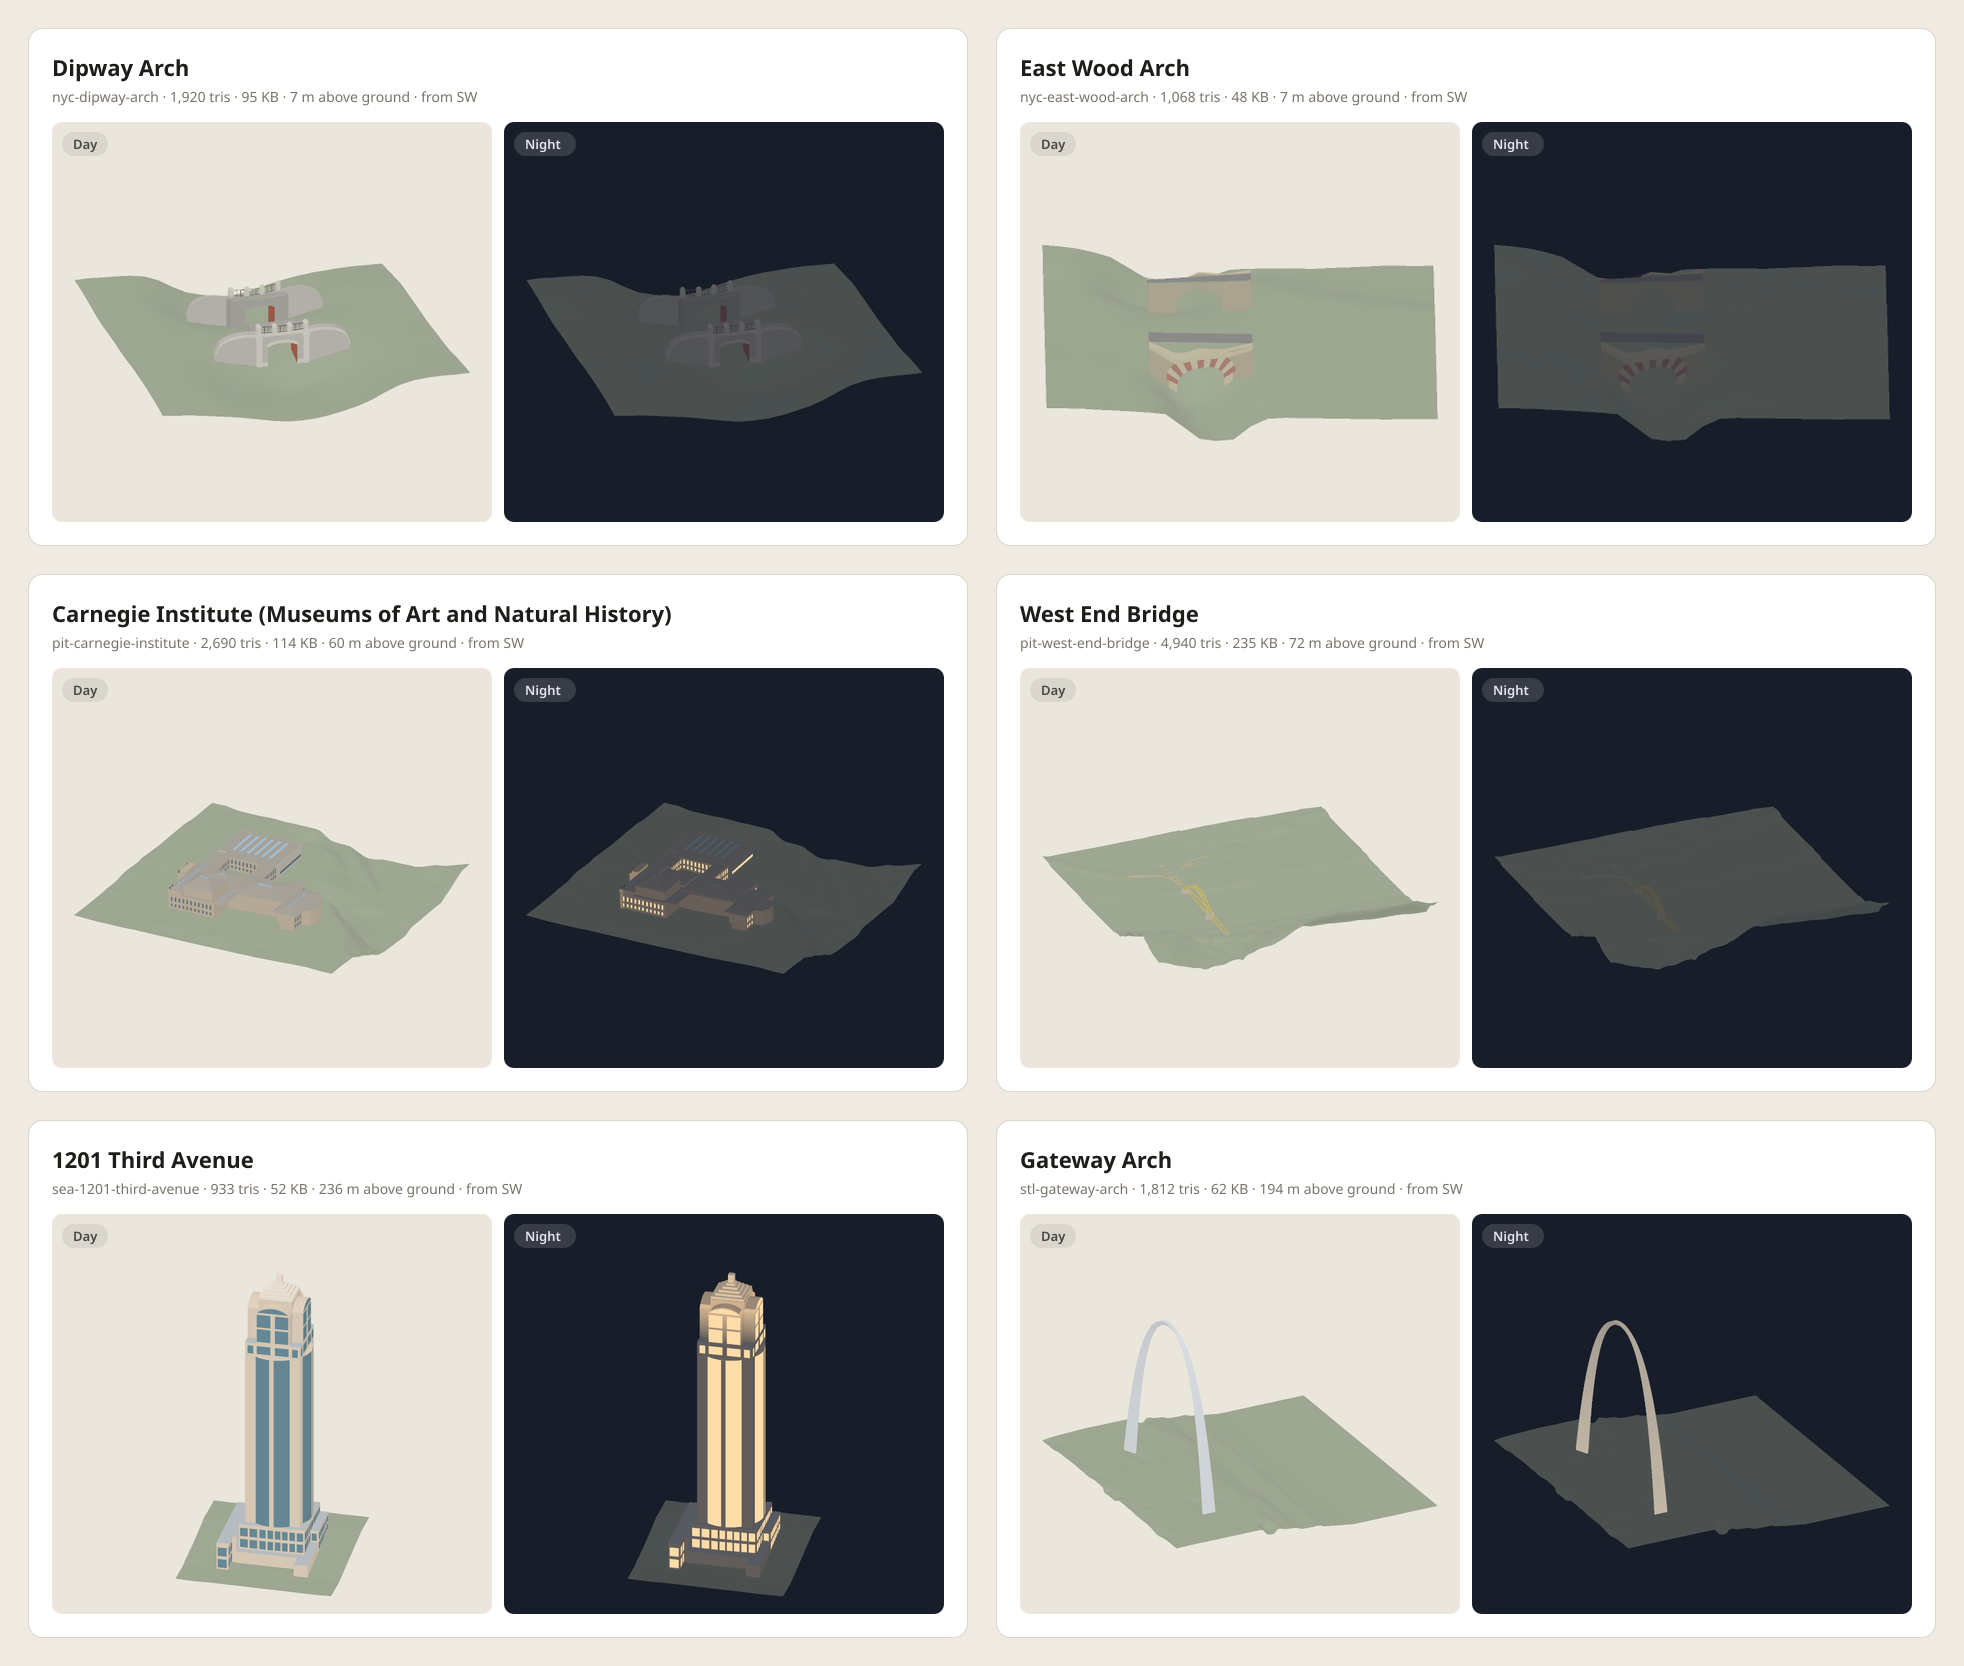 Dipway Arch
nyc-dipway-arch · 1,920 tris · 95 KB · 7 m above ground · from SW
Day
Night
East Wood Arch
nyc-east-wood-arch · 1,068 tris · 48 KB · 7 m above ground · from SW
Day
Night
Carnegie Institute (Museums of Art and Natural History)
pit-carnegie-institute · 2,690 tris · 114 KB · 60 m above ground · from SW
Day
Night
West End Bridge
pit-west-end-bridge · 4,940 tris · 235 KB · 72 m above ground · from SW
Day
Night
1201 Third Avenue
sea-1201-third-avenue · 933 tris · 52 KB · 236 m above ground · from SW
Day
Night
Gateway Arch
stl-gateway-arch · 1,812 tris · 62 KB · 194 m above ground · from SW
Day
Night